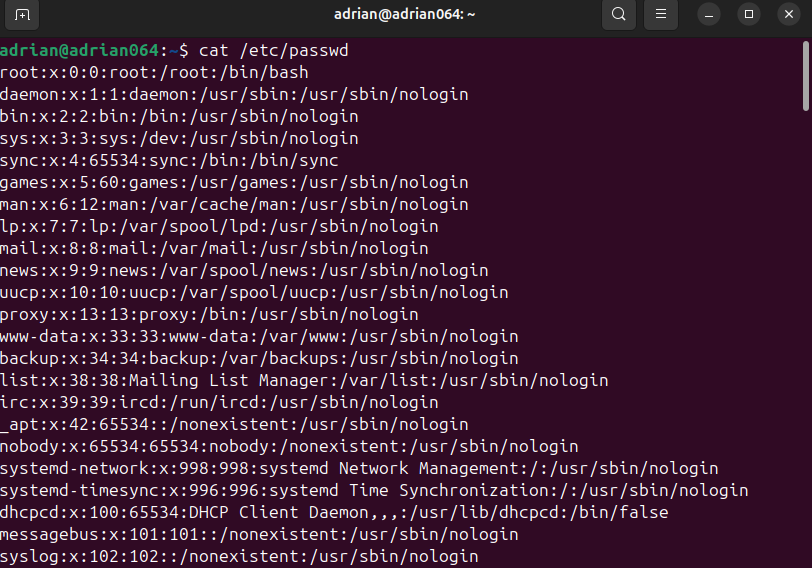 adrian@adrian064: ~
adrian@adrian064:~$ cat /etc/passwd
root:x:0:0:root:/root:/bin/bash
daemon:x:1:1:daemon:/usr/sbin:/usr/sbin/nologin
bin:x:2:2:bin:/bin:/usr/sbin/nologin
sys:x:3:3:sys:/dev:/usr/sbin/nologin
sync:x:4:65534:sync:/bin:/bin/sync
games:x:5:60:games:/usr/games:/usr/sbin/nologin
man:x:6:12:man:/var/cache/man:/usr/sbin/nologin
lp:x:7:7:lp:/var/spool/lpd:/usr/sbin/nologin
mail:x:8:8:mail:/var/mail:/usr/sbin/nologin
news:x:9:9:news:/var/spool/news:/usr/sbin/nologin
uucp:x:10:10:uucp:/var/spool/uucp:/usr/sbin/nologin
proxy:x:13:13:proxy:/bin:/usr/sbin/nologin
www-data:x:33:33:www-data:/var/www:/usr/sbin/nologin
backup:x:34:34:backup:/var/backups:/usr/sbin/nologin
list:x:38:38:Mailing List Manager:/var/list:/usr/sbin/nologin
irc:x:39:39:ircd:/run/ircd:/usr/sbin/nologin
_apt:x:42:65534::/nonexistent:/usr/sbin/nologin
nobody:x:65534:65534:nobody:/nonexistent:/usr/sbin/nologin
systemd-network:x:998:998:systemd Network Management:/:/usr/sbin/nologin
systemd-timesync:x:996:996:systemd Time Synchronization:/:/usr/sbin/nologin
dhcpcd:x:100:65534:DHCP Client Daemon,,,:/usr/lib/dhcpcd:/bin/false
messagebus:x:101:101::/nonexistent:/usr/sbin/nologin
syslog:x:102:102::/nonexistent:/usr/sbin/nologin